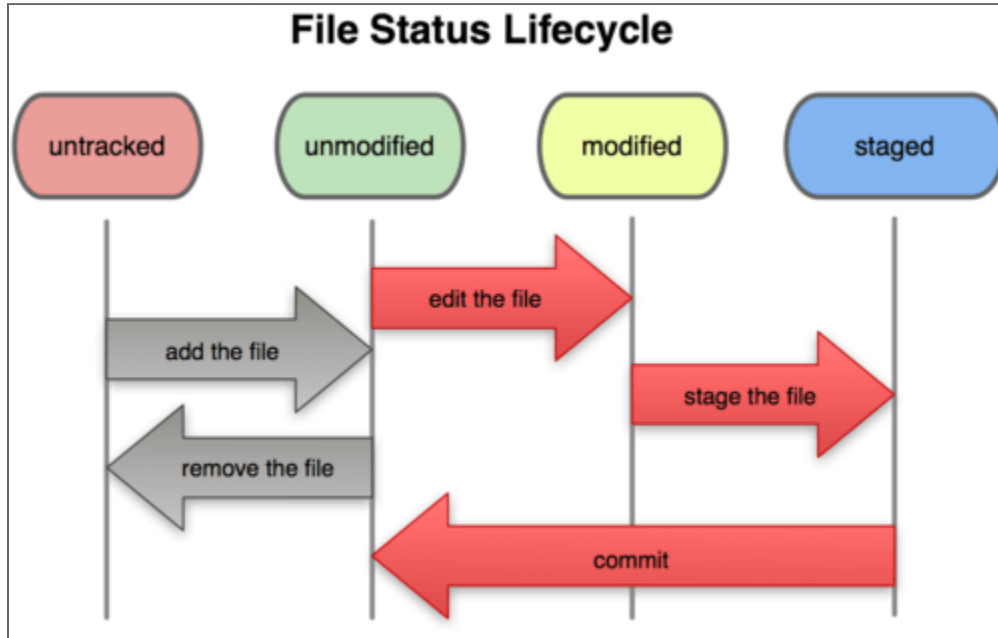 File Status Lifecycle
untracked
unmodified
modified
staged
edit the file
add the file
stage the file
remove the file
commit